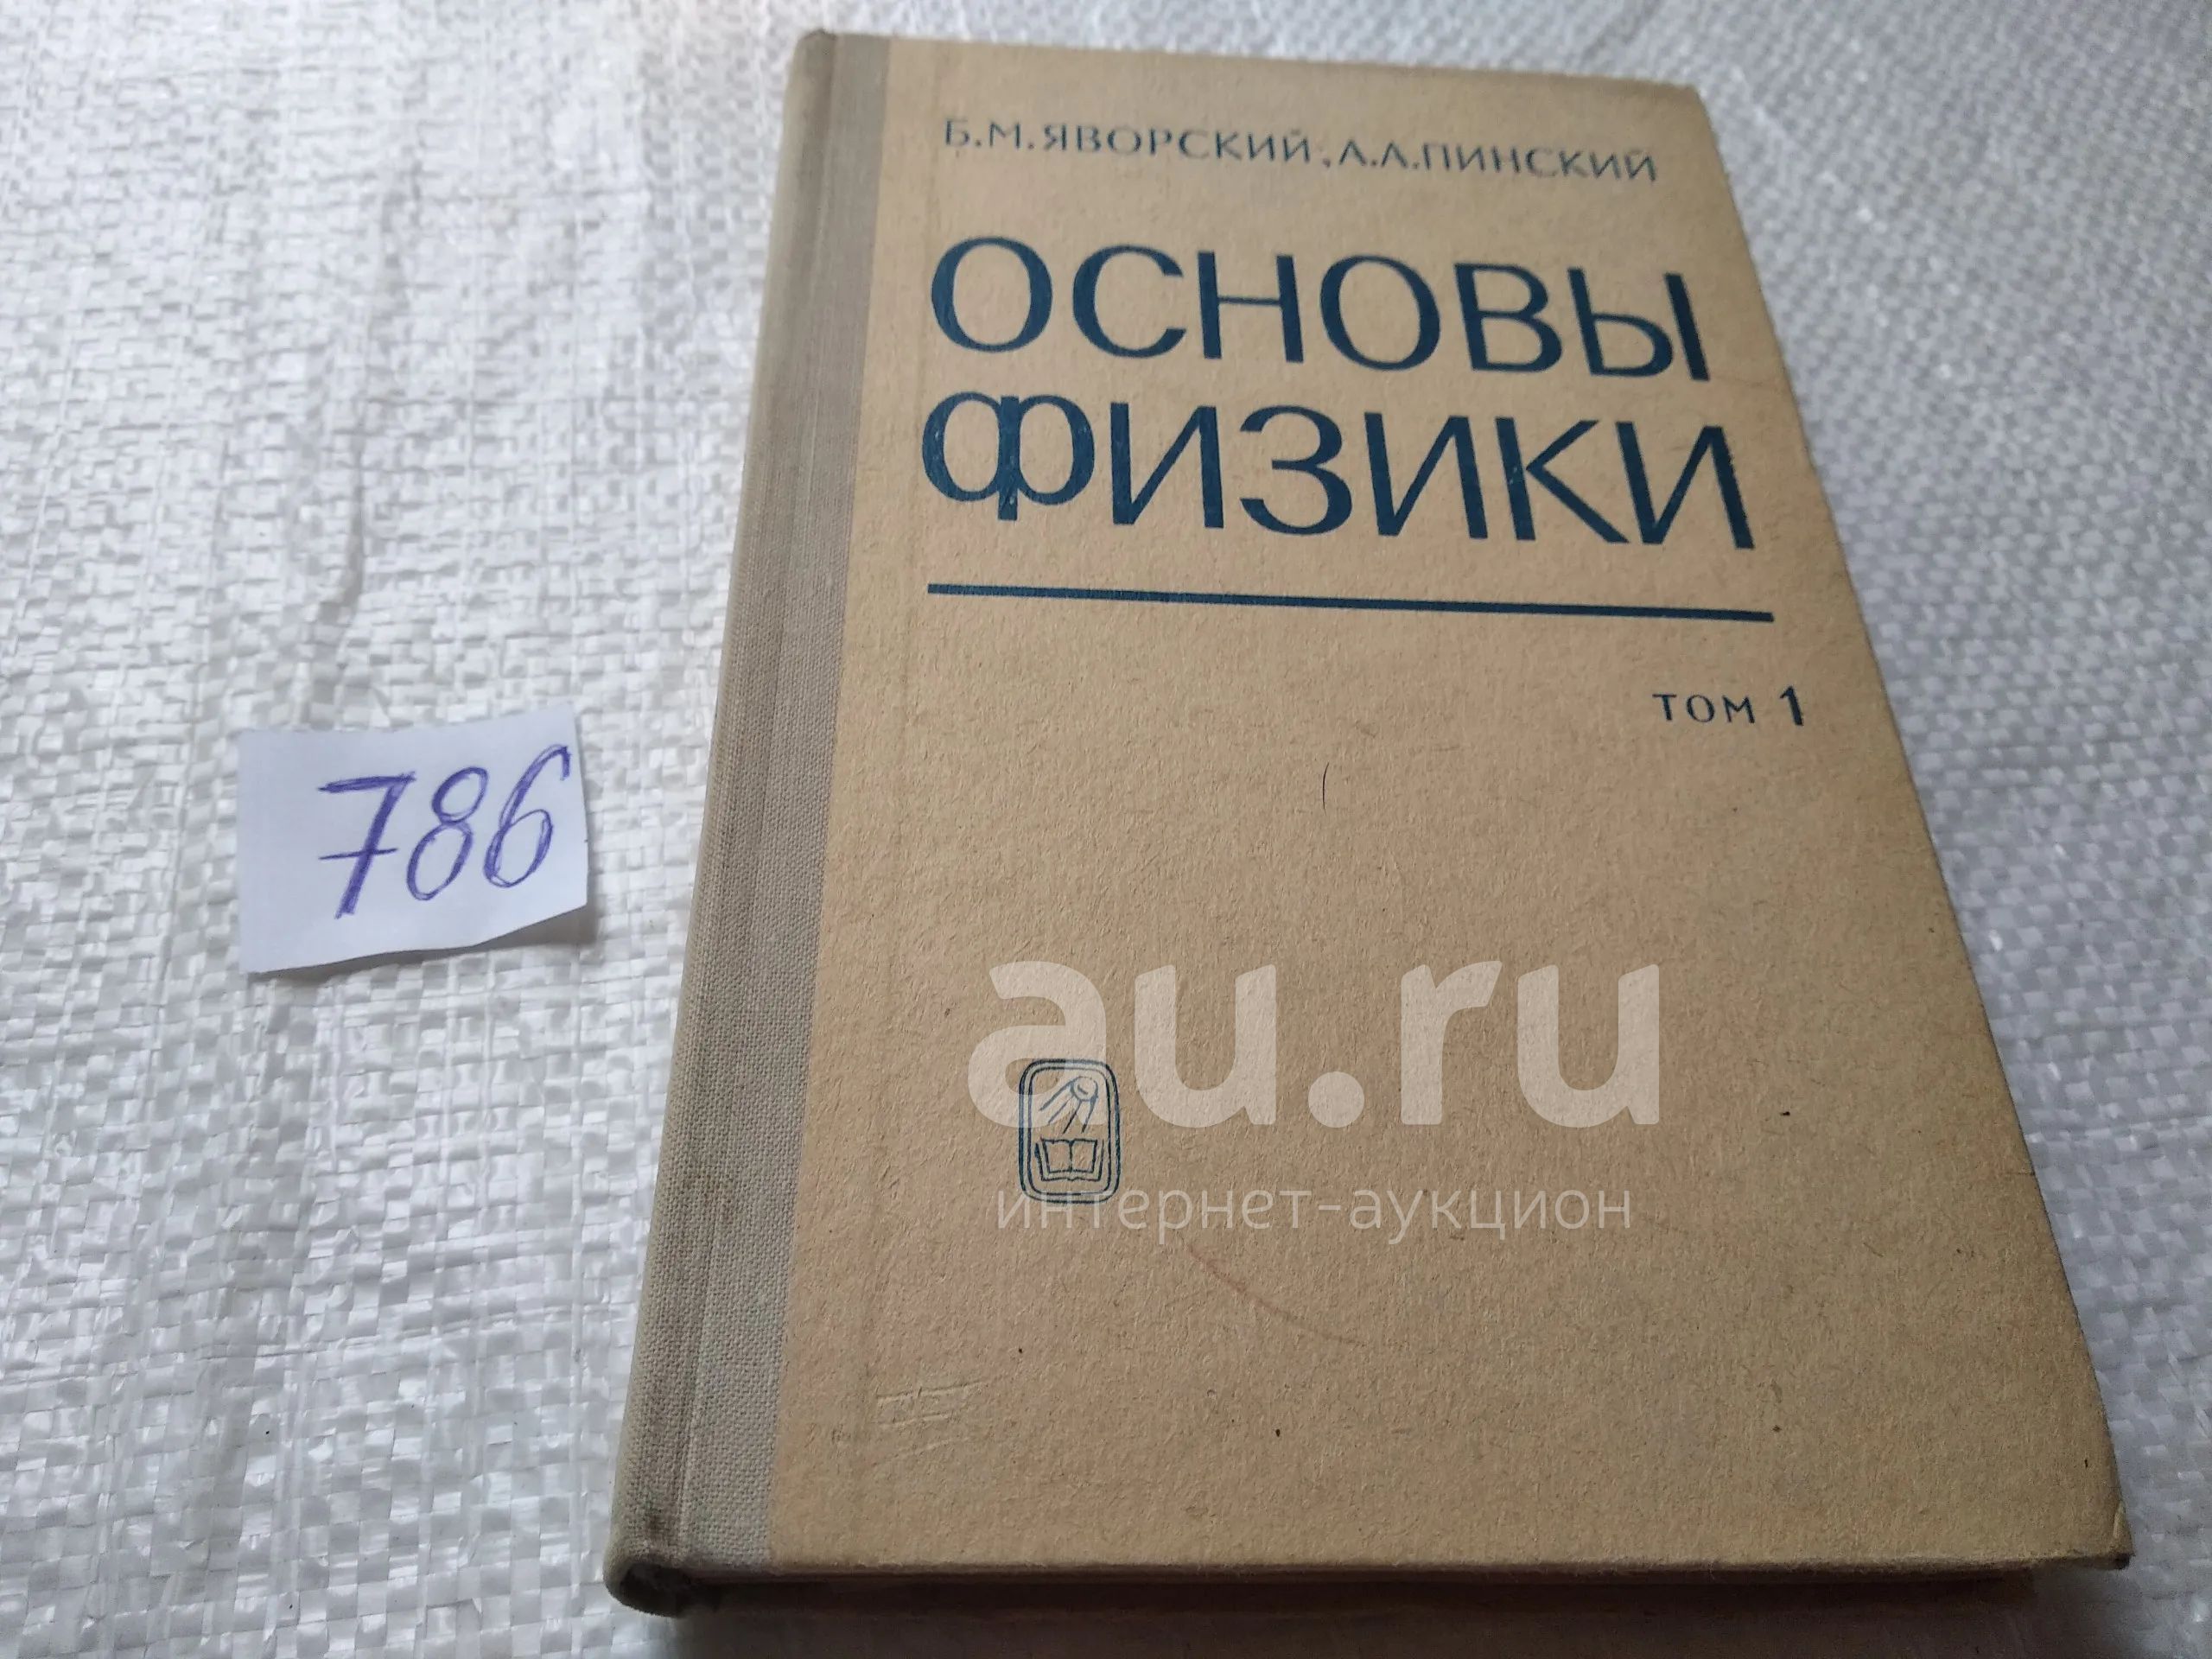 Б.М.ЯВОРСКИЙ, А.А.ПИНСКИЙ
ОСНОВЫ
ФИЗИКИ
ТОМ 1
786
au.ru
интернет-аукцион